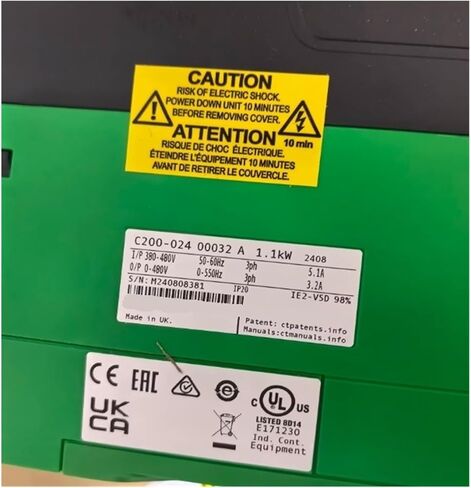 CAUTION
RISK OF ELECTRIC SHOCK.
POWER DOWN UNIT 10 MINUTES
BEFORE REMOVING COVER.
ATTENTION
10 min
RISQUE DE CHOC ÉLECTRIQUE.
ÉTEINDRE L'ÉQUIPEMENT 10 MINUTES
AVANT DE RETIRER LE COUVERCLE.
C200-024 00032 A 1.1kW 2408
I/P 380-480V 50-60Hz 3ph 5.1A
O/P 0-480V 0-550Hz 3ph 3.2A
S/N: M240808381 IP20 IE2-VSD 98%
Made in UK.
Patent: ctpatents.info
Manuals:ctmanuals.info
CE EAC
UK
CA
C UL US
LISTED 8D14
E171230
Ind. Cont.
Equipment